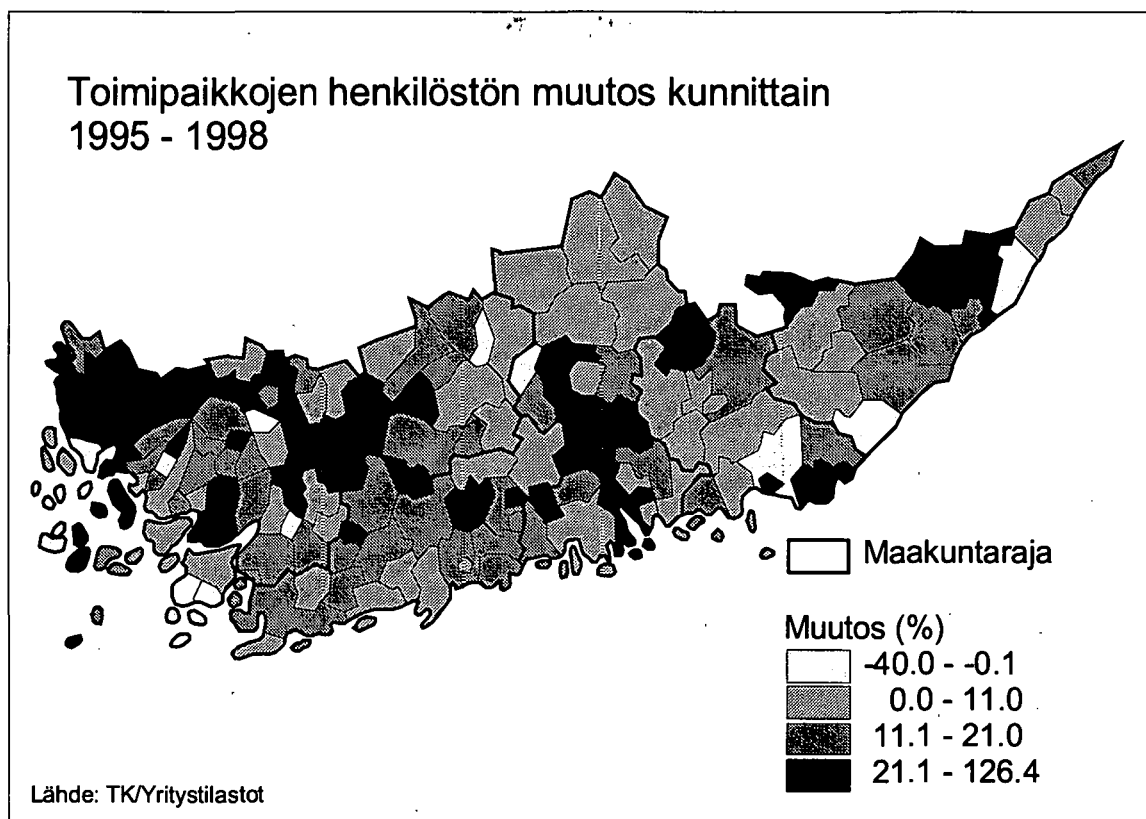 Toimipaikkojen henkilöstön muutos kunnittain
1995 - 1998
Maakuntaraja
Muutos (%)
-40.0 - -0.1
0.0 - 11.0
11.1 - 21.0
21.1 - 126.4
Lähde: TK/Yritystilastot